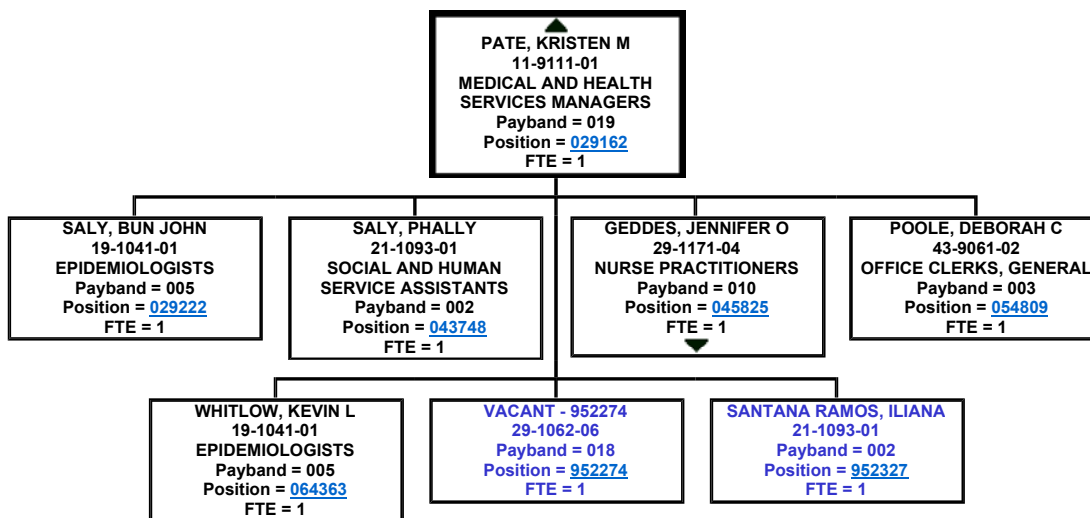 PATE, KRISTEN M
11-9111-01
MEDICAL AND HEALTH
SERVICES MANAGERS
Payband = 019
Position = 029162
FTE = 1
SALY, BUN JOHN
19-1041-01
EPIDEMIOLOGISTS
Payband = 005
Position = 029222
FTE = 1
SALY, PHALLY
21-1093-01
SOCIAL AND HUMAN
SERVICE ASSISTANTS
Payband = 002
Position = 043748
FTE = 1
GEDDES, JENNIFER O
29-1171-04
NURSE PRACTITIONERS
Payband = 010
Position = 045825
FTE = 1
POOLE, DEBORAH C
43-9061-02
OFFICE CLERKS, GENERAL
Payband = 003
Position = 054809
FTE = 1
WHITLOW, KEVIN L
19-1041-01
EPIDEMIOLOGISTS
Payband = 005
Position = 064363
FTE = 1
VACANT - 952274
29-1062-06
Payband = 018
Position = 952274
FTE = 1
SANTANA RAMOS, ILIANA
21-1093-01
Payband = 002
Position = 952327
FTE = 1